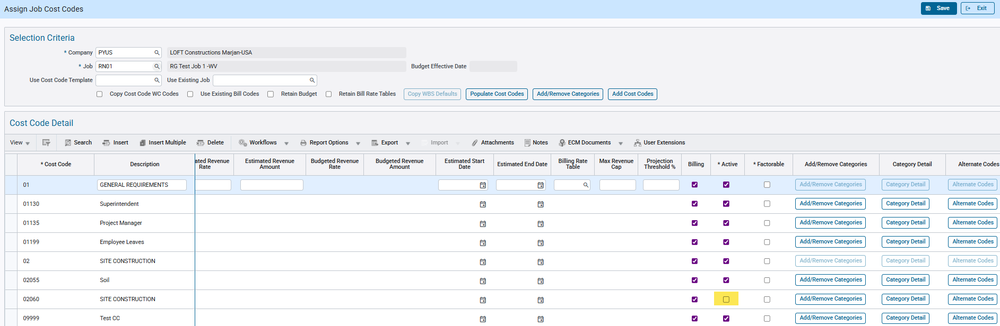 Assign Job Cost Codes
Save
Exit
Selection Criteria
* Company PYUS LOFT Constructions Marjan-USA
* Job RN01 RG Test Job 1 -WV Budget Effective Date
Use Cost Code Template Use Existing Job
Copy Cost Code WC Codes Use Existing Bill Codes Retain Budget Retain Bill Rate Tables Copy WBS Defaults Populate Cost Codes Add/Remove Categories Add Cost Codes
Cost Code Detail
View Search Insert Insert Multiple Delete Workflows Report Options Export Import Attachments Notes ECM Documents User Extensions
* Cost Code Description ated Revenue Rate Estimated Revenue Amount Budgeted Revenue Rate Budgeted Revenue Amount Estimated Start Date Estimated End Date Billing Rate Table Max Revenue Cap Projection Threshold % Billing * Active * Factorable Add/Remove Categories Category Detail Alternate Codes
01 GENERAL REQUIREMENTS Add/Remove Categories Category Detail Alternate Codes
01130 Superintendent Add/Remove Categories Category Detail Alternate Codes
01135 Project Manager Add/Remove Categories Category Detail Alternate Codes
01199 Employee Leaves Add/Remove Categories Category Detail Alternate Codes
02 SITE CONSTRUCTION Add/Remove Categories Category Detail Alternate Codes
02055 Soil Add/Remove Categories Category Detail Alternate Codes
02060 SITE CONSTRUCTION Add/Remove Categories Category Detail Alternate Codes
09999 Test CC Add/Remove Categories Category Detail Alternate Codes